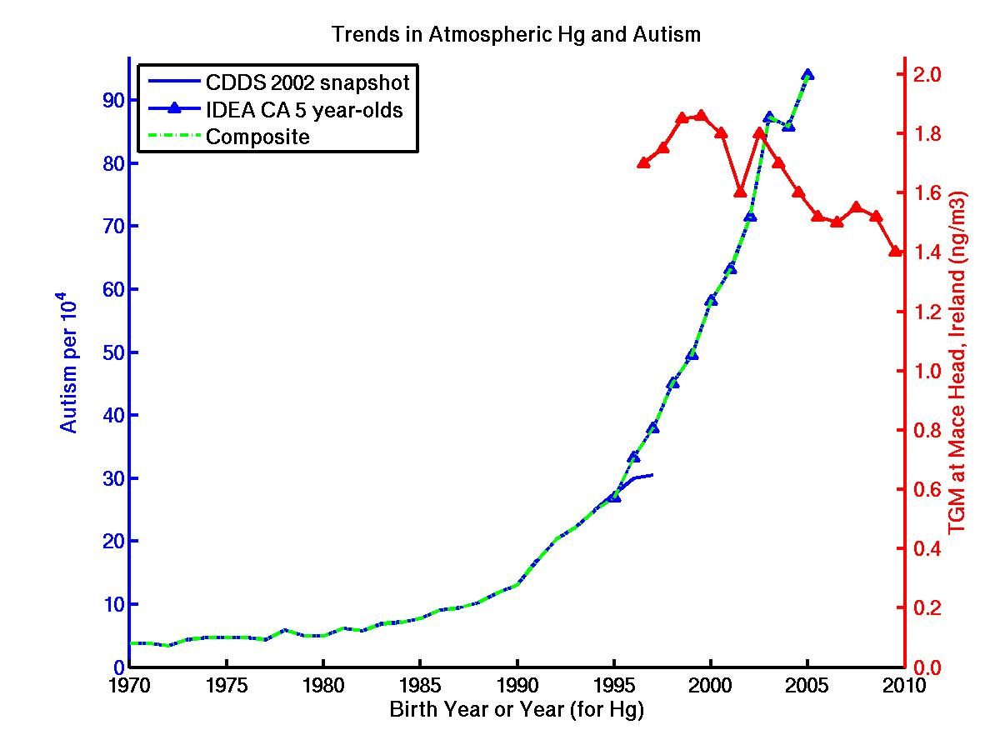 Trends in Atmospheric Hg and Autism
CDDS 2002 snapshot
IDEA CA 5 year-olds
Composite
90
80
70
60
50
40
30
20
10
0
Autism per 10⁴
2.0
1.8
1.6
1.4
1.2
1.0
0.8
0.6
0.4
0.2
0.0
TGM at Mace Head, Ireland (ng/m3)
1970 1975 1980 1985 1990 1995 2000 2005 2010
Birth Year or Year (for Hg)